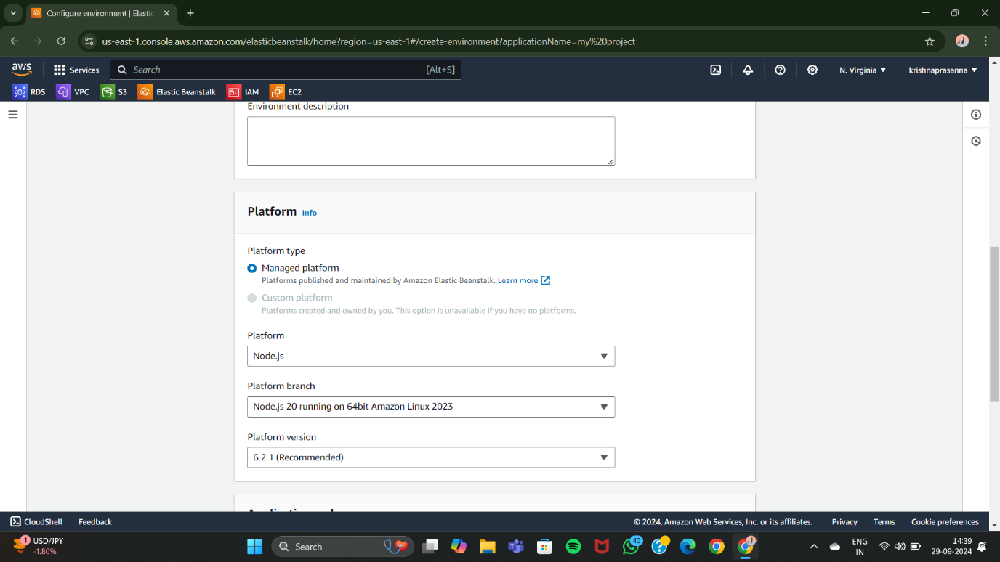 Configure environment | Elastic
us-east-1.console.aws.amazon.com/elasticbeanstalk/home?region=us-east-1#/create-environment?applicationName=my%20project
aws Services Search [Alt+S] N. Virginia krishnaprasanna
RDS VPC S3 Elastic Beanstalk IAM EC2
Environment description
Platform Info
Platform type
Managed platform
Platforms published and maintained by Amazon Elastic Beanstalk. Learn more
Custom platform
Platforms created and owned by you. This option is unavailable if you have no platforms.
Platform
Node.js
Platform branch
Node.js 20 running on 64bit Amazon Linux 2023
Platform version
6.2.1 (Recommended)
CloudShell Feedback © 2024, Amazon Web Services, Inc. or its affiliates. Privacy Terms Cookie preferences
1 USD/JPY
-1.80%
Search
40
ENG
IN
14:39
29-09-2024